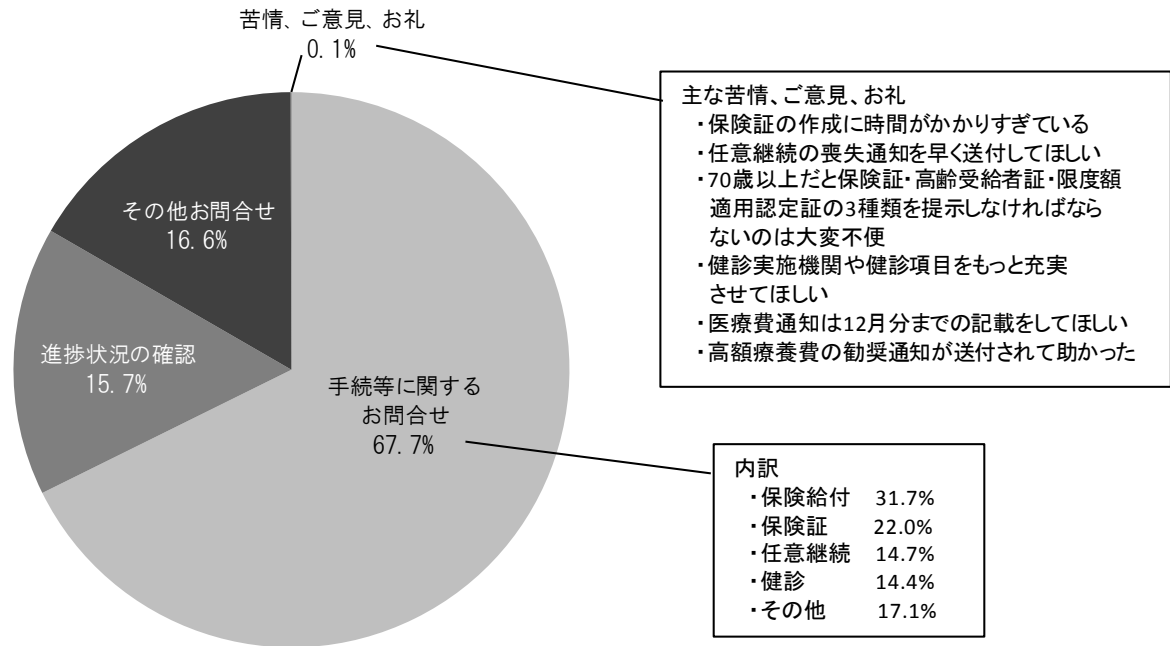 苦情、ご意見、お礼
0.1%
主な苦情、ご意見、お礼
・保険証の作成に時間がかかりすぎている
・任意継続の喪失通知を早く送付してほしい
・70歳以上だと保険証・高齢受給者証・限度額
適用認定証の3種類を提示しなければなら
ないのは大変不便
・健診実施機関や健診項目をもっと充実
させてほしい
・医療費通知は12月分までの記載をしてほしい
・高額療養費の勧奨通知が送付されて助かった
その他お問合せ
16.6%
進捗状況の確認
15.7%
手続等に関する
お問合せ
67.7%
内訳
・保険給付 31.7%
・保険証 22.0%
・任意継続 14.7%
・健診 14.4%
・その他 17.1%